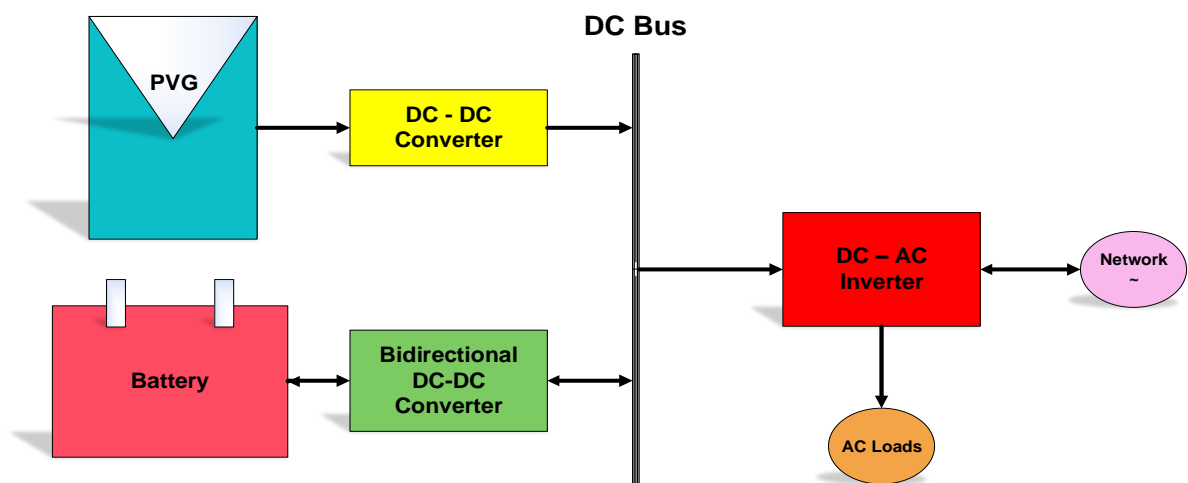 DC Bus
PVG
DC - DC
Converter
DC – AC
Inverter
Network
~
Battery
Bidirectional
DC-DC
Converter
AC Loads